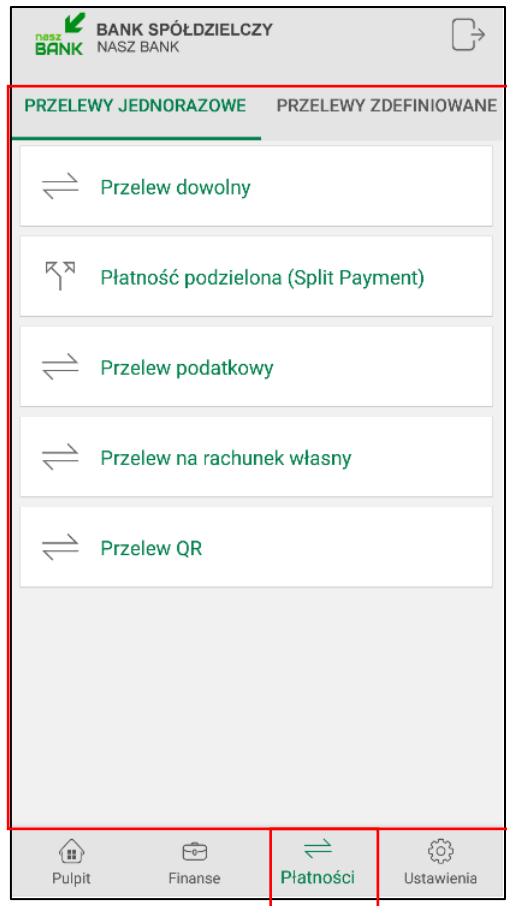 nasz
BANK
BANK SPÓŁDZIELCZY
NASZ BANK
PRZELEWY JEDNORAZOWE
PRZELEWY ZDEFINIOWANE
Przelew dowolny
Płatność podzielona (Split Payment)
Przelew podatkowy
Przelew na rachunek własny
Przelew QR
Pulpit
Finanse
Płatności
Ustawienia